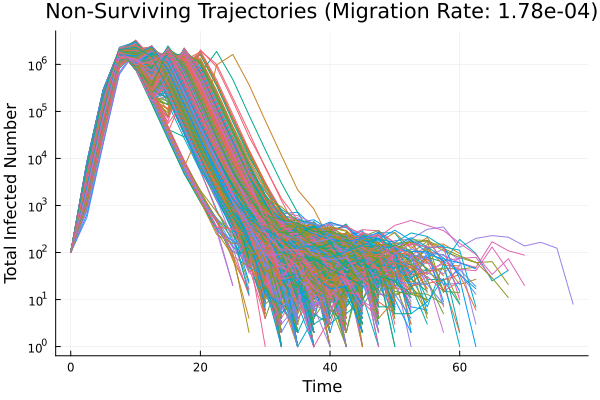 Non-Surviving Trajectories (Migration Rate: 1.78e-04)
Total Infected Number
10⁶
10⁵
10⁴
10³
10²
10¹
10⁰
0 20 40 60
Time